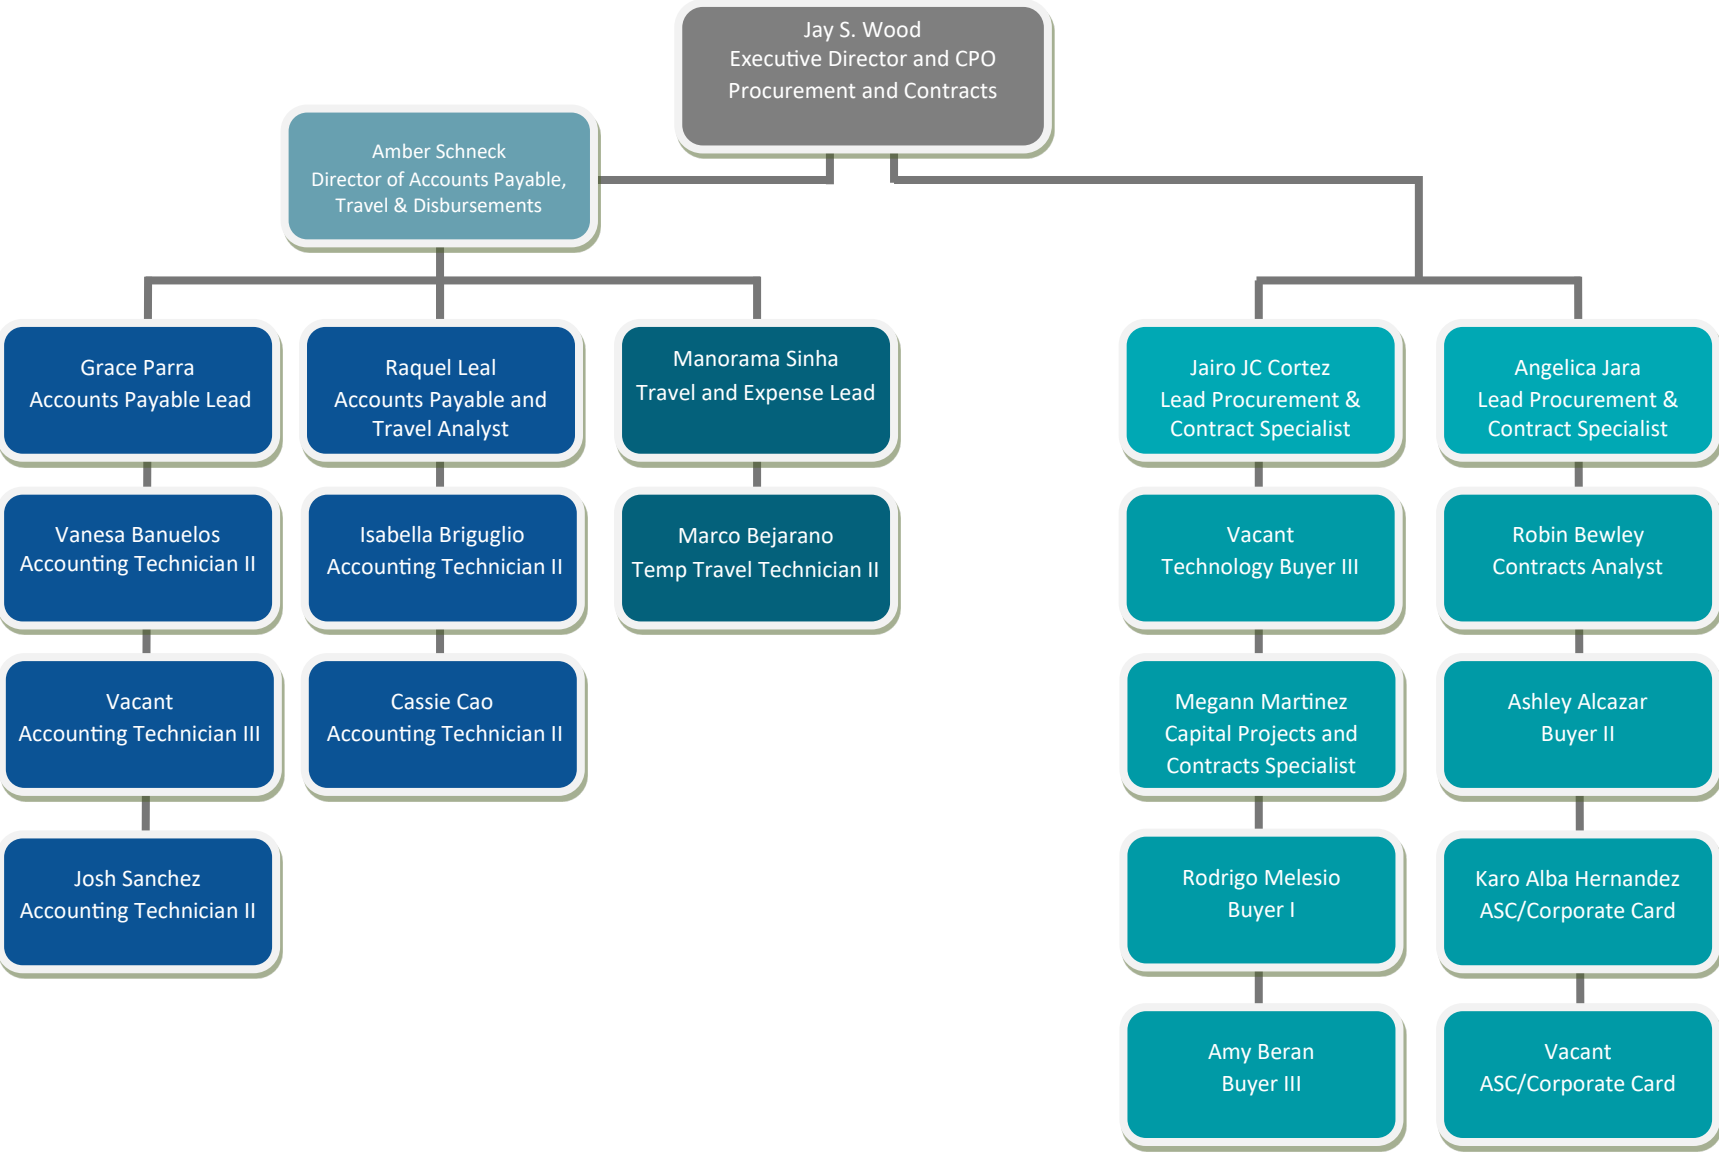 Jay S. Wood
Executive Director and CPO
Procurement and Contracts
Amber Schneck
Director of Accounts Payable,
Travel & Disbursements
Grace Parra
Accounts Payable Lead
Raquel Leal
Accounts Payable and
Travel Analyst
Manorama Sinha
Travel and Expense Lead
Jairo JC Cortez
Lead Procurement &
Contract Specialist
Angelica Jara
Lead Procurement &
Contract Specialist
Vanesa Banuelos
Accounting Technician II
Isabella Briguglio
Accounting Technician II
Marco Bejarano
Temp Travel Technician II
Vacant
Technology Buyer III
Robin Bewley
Contracts Analyst
Vacant
Accounting Technician III
Cassie Cao
Accounting Technician II
Megann Martinez
Capital Projects and
Contracts Specialist
Ashley Alcazar
Buyer II
Josh Sanchez
Accounting Technician II
Rodrigo Melesio
Buyer I
Karo Alba Hernandez
ASC/Corporate Card
Amy Beran
Buyer III
Vacant
ASC/Corporate Card